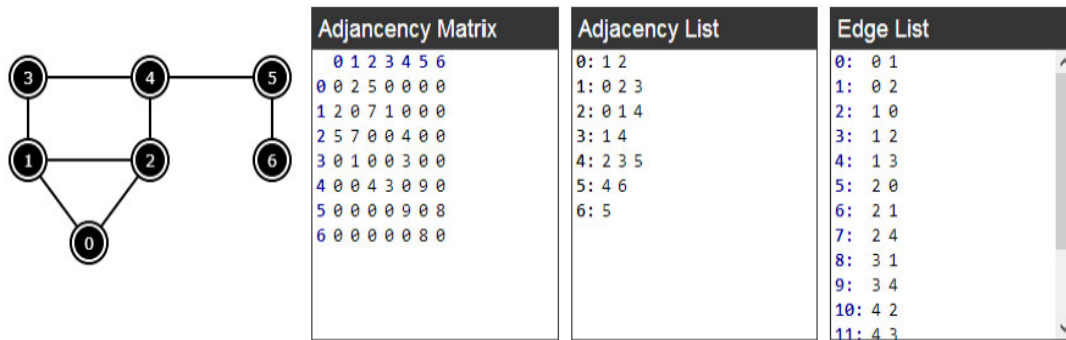 3 4 5
1 2 6
0
Adjancency Matrix
0 1 2 3 4 5 6
0 0 2 5 0 0 0 0
1 2 0 7 1 0 0 0
2 5 7 0 0 4 0 0
3 0 1 0 0 3 0 0
4 0 0 4 3 0 9 0
5 0 0 0 0 9 0 8
6 0 0 0 0 0 8 0
Adjacency List
0: 1 2
1: 0 2 3
2: 0 1 4
3: 1 4
4: 2 3 5
5: 4 6
6: 5
Edge List
0: 0 1
1: 0 2
2: 1 0
3: 1 2
4: 1 3
5: 2 0
6: 2 1
7: 2 4
8: 3 1
9: 3 4
10: 4 2
11: 4 3